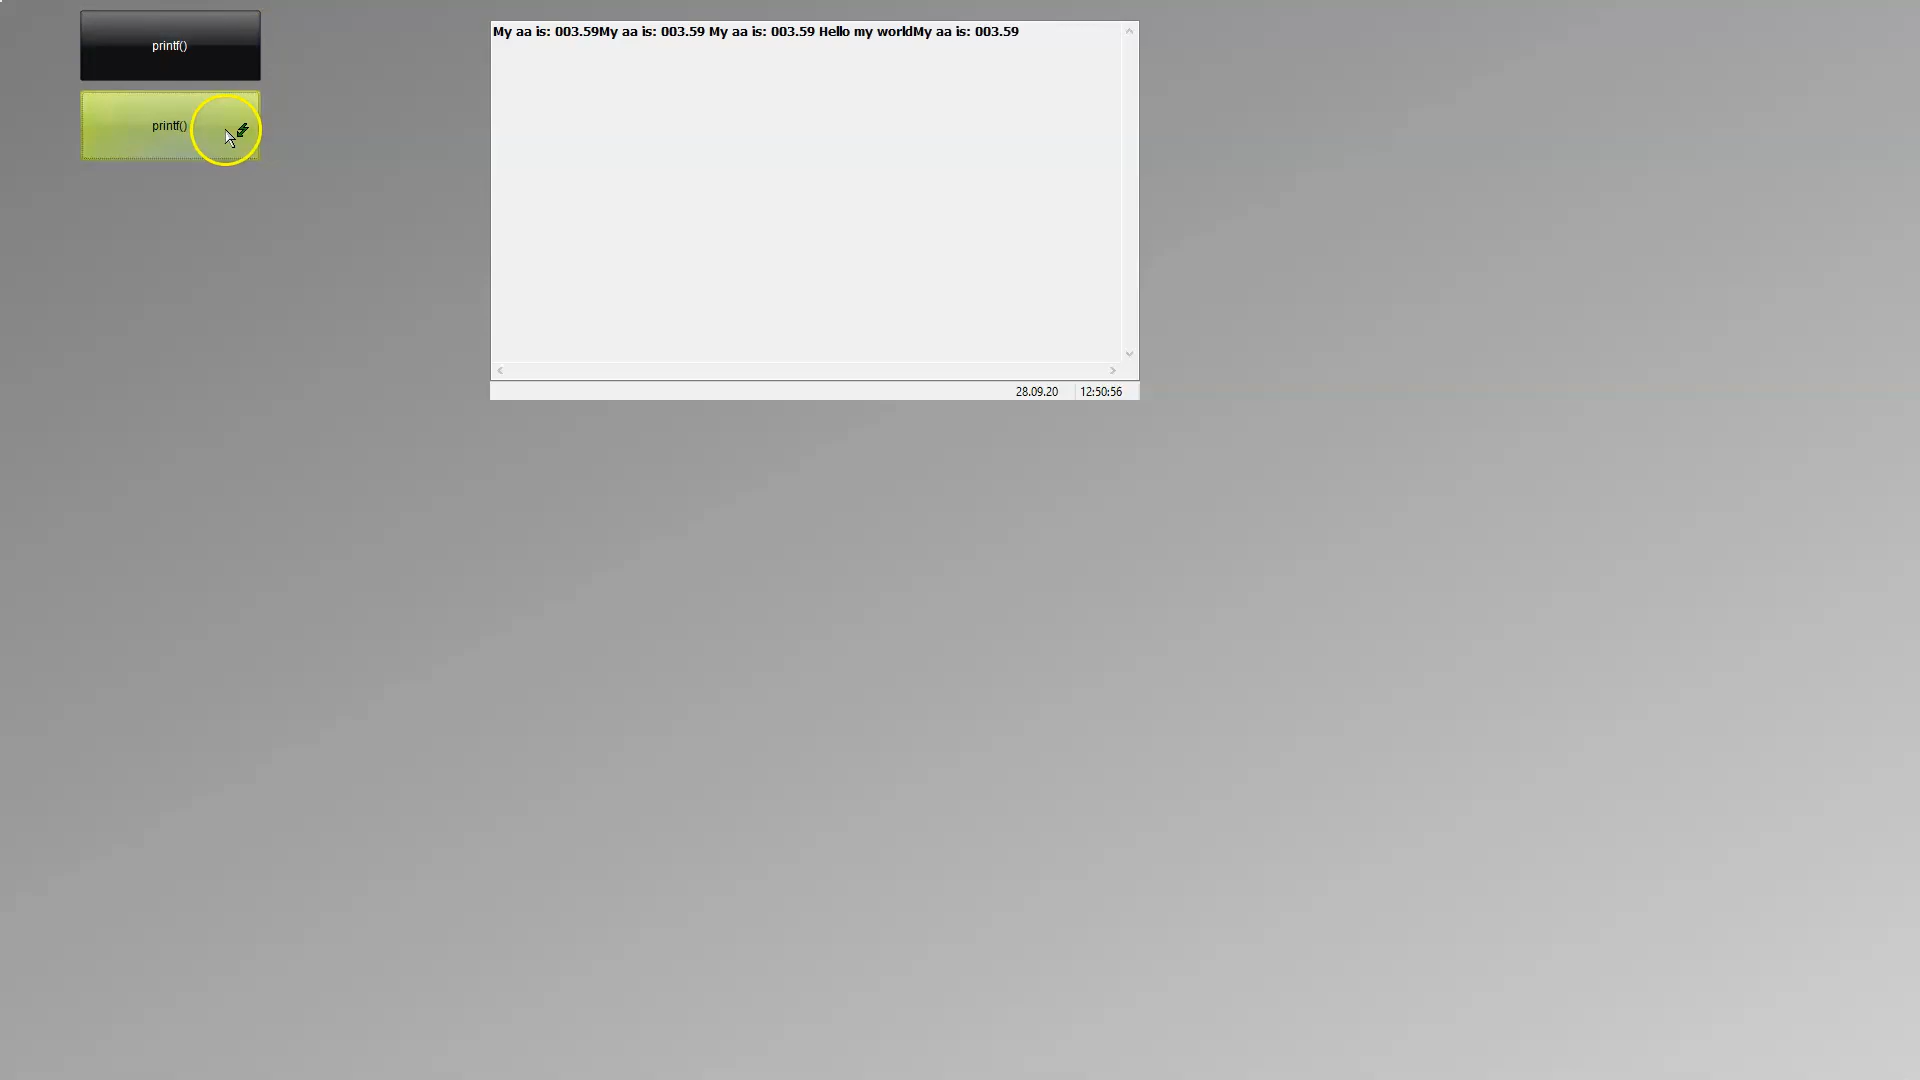 printf()
printf()
My aa is: 003.59My aa is: 003.59 My aa is: 003.59 Hello my worldMy aa is: 003.59
28.09.20 12:50:56